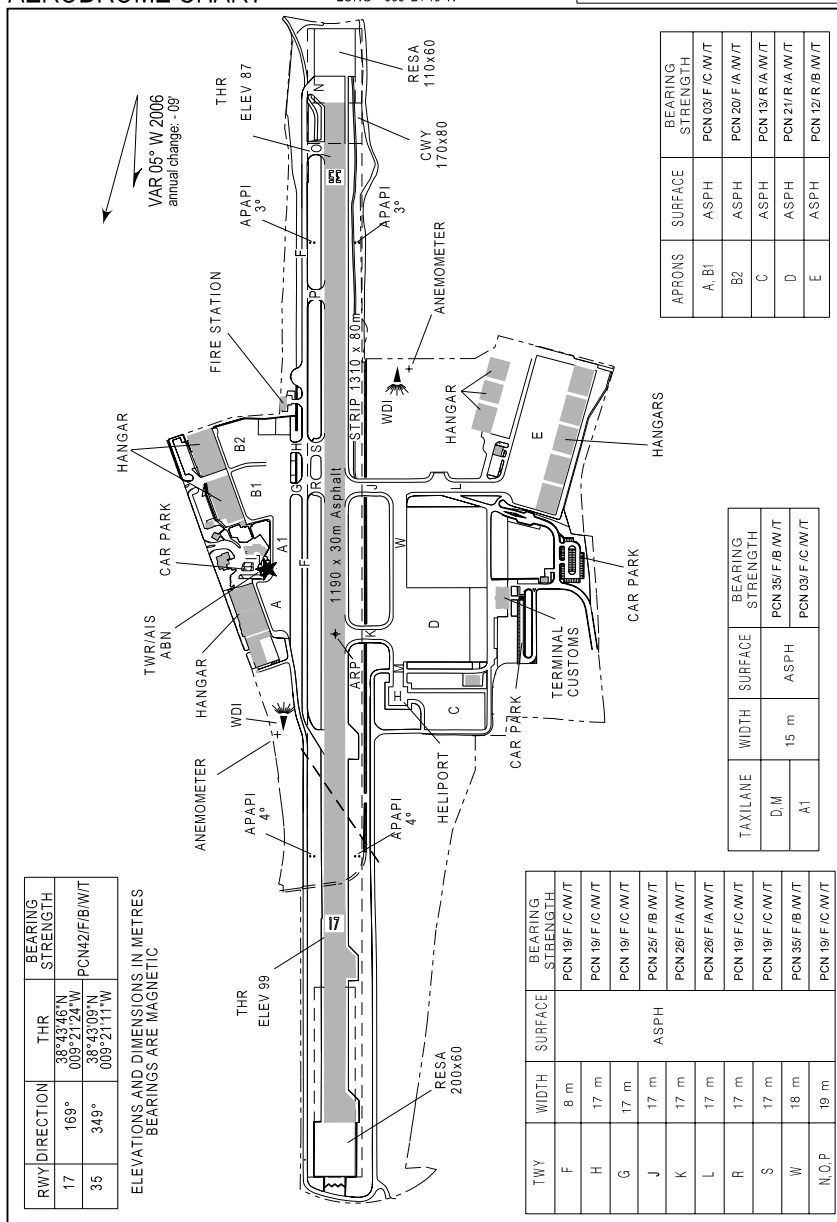 AERODROME CHART
VAR 05° W 2006
annual change: - 09'
THR
ELEV 87
RESA
110x60
CWY
170x80
APAPI
3°
APAPI
3°
ANEMOMETER
FIRE STATION
HANGAR
CAR PARK
TWR/AIS
ABN
HANGAR
WDI
ANEMOMETER
APAPI
4°
APAPI
4°
THR
ELEV 99
RESA
200x60
N
O
P
F
35
H
S
G
R
F
B2
B1
A1
A
1190 x 30m Asphalt
STRIP 1310 x 80m
ARP
17
J
L
W
K
M
H
C
D
E
WDI
HANGAR
HANGARS
CAR PARK
TERMINAL
CUSTOMS
CAR PARK
HELIPORT
RWY DIRECTION THR BEARING
STRENGTH
17 169° 38°43'46"N
009°21'24"W PCN42/F/B/W/T
35 349° 38°43'09"N
009°21'11"W
ELEVATIONS AND DIMENSIONS IN METRES
BEARINGS ARE MAGNETIC
APRONS SURFACE BEARING
STRENGTH
A, B1 ASPH PCN 03/ F /C /W/T
B2 ASPH PCN 20/ F /A /W/T
C ASPH PCN 13/ R /A /W/T
D ASPH PCN 21/ R /A /W/T
E ASPH PCN 12/ R /B /W/T
TAXILANE WIDTH SURFACE BEARING
STRENGTH
D,M 15 m ASPH PCN 35/ F /B /W/T
A1 PCN 03/ F /C /W/T
TWY WIDTH SURFACE BEARING
STRENGTH
F 8 m ASPH PCN 19/ F /C /W/T
H 17 m PCN 19/ F /C /W/T
G 17 m PCN 19/ F /C /W/T
J 17 m PCN 25/ F /B /W/T
K 17 m PCN 26/ F /A /W/T
L 17 m PCN 26/ F /A /W/T
R 17 m PCN 19/ F /C /W/T
S 17 m PCN 19/ F /C /W/T
W 18 m PCN 35/ F /B /W/T
N,O,P 19 m PCN 19/ F /C /W/T